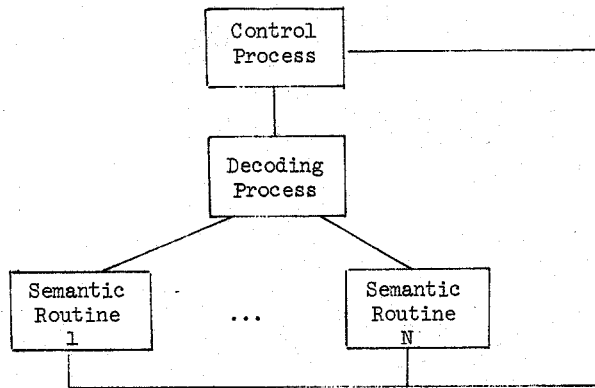 Control
Process
Decoding
Process
Semantic
Routine
1
...
Semantic
Routine
N